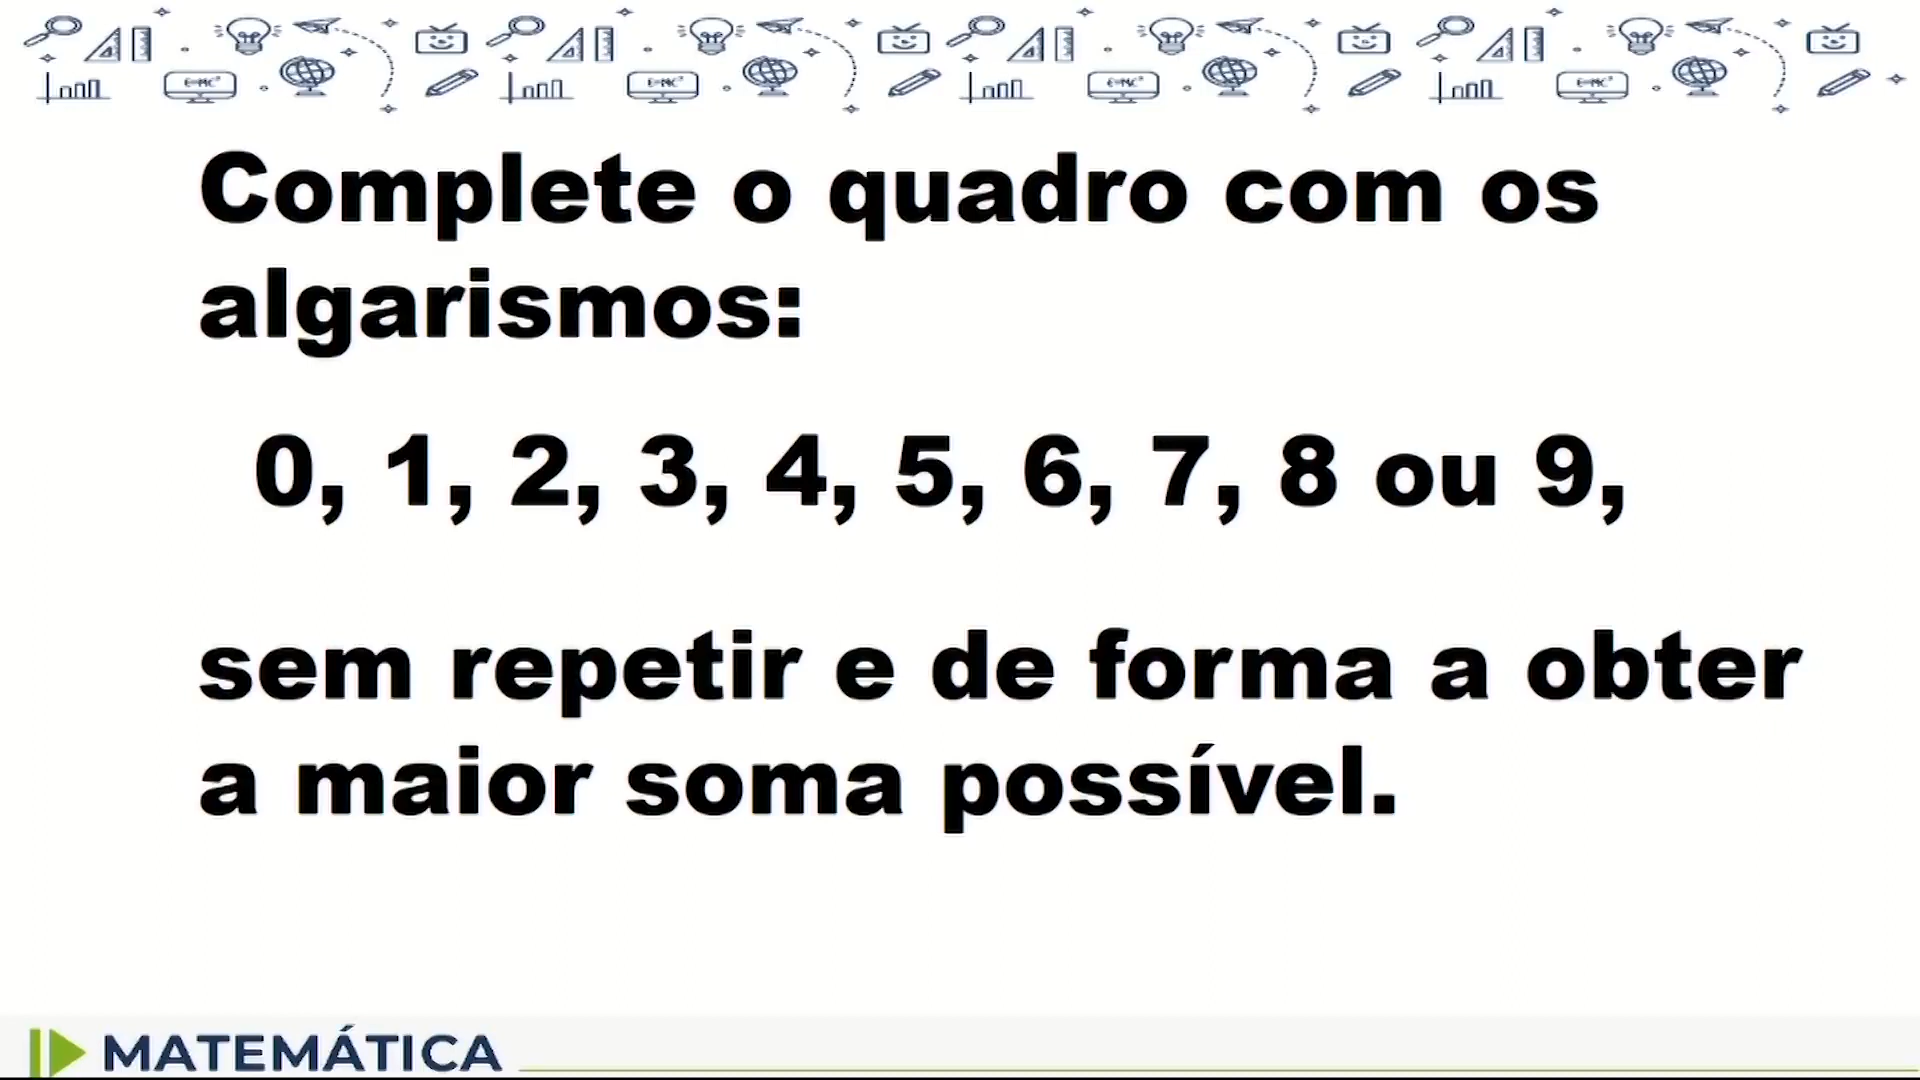 Complete o quadro com os
algarismos:
0, 1, 2, 3, 4, 5, 6, 7, 8 ou 9,
sem repetir e de forma a obter
a maior soma possível.
MATEMÁTICA